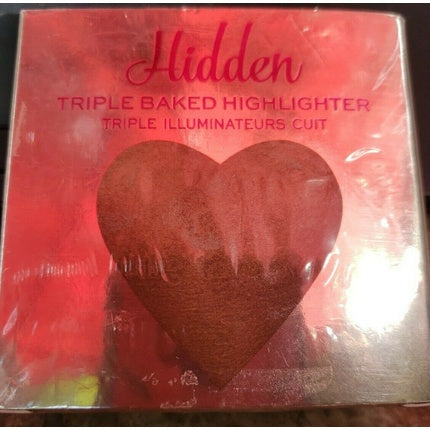 Hidden
TRIPLE BAKED HIGHLIGHTER
TRIPLE ILLUMINATEURS CUIT